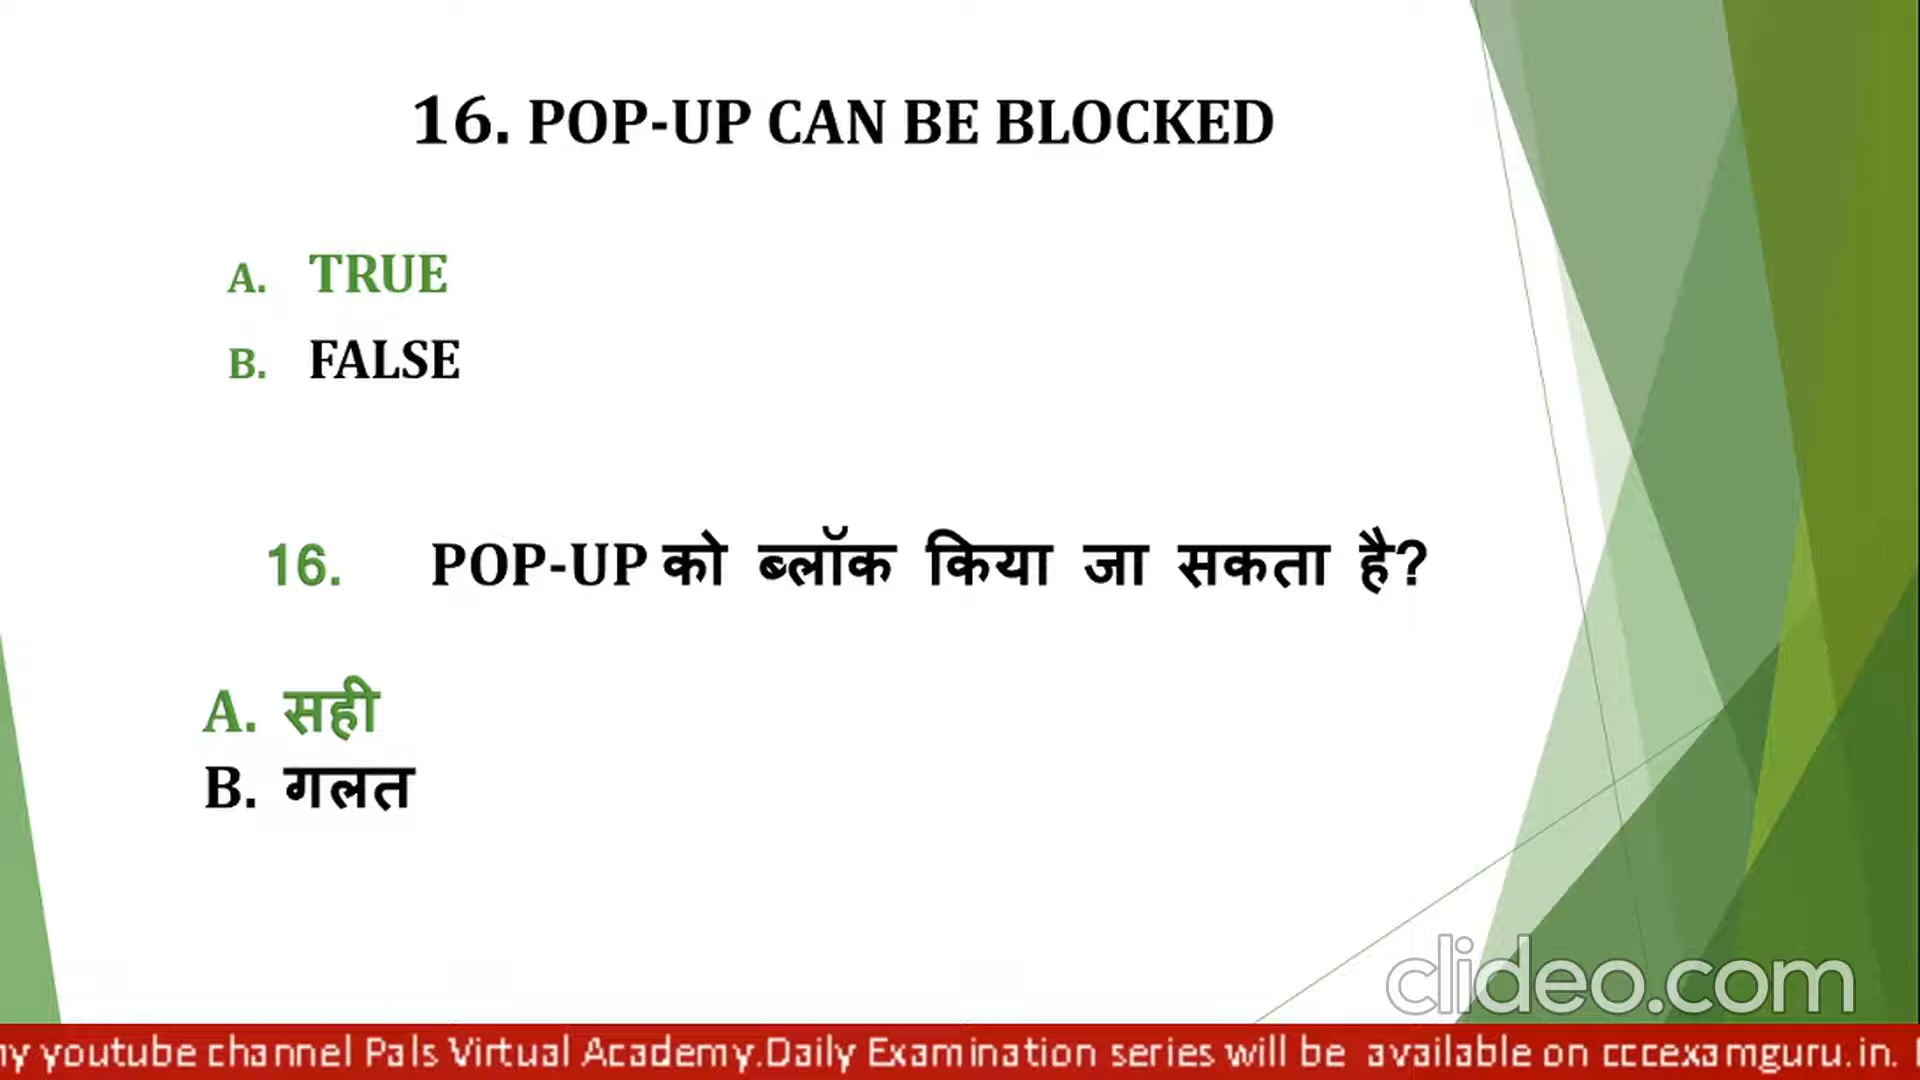 16. POP-UP CAN BE BLOCKED
A. TRUE
B. FALSE
16. POP-UP को ब्लॉक किया जा सकता है?
A. सही
B. गलत
clideo.com
youtube channel Pals Virtual Academy.Daily Examination series will be available on cccexamguru.in.